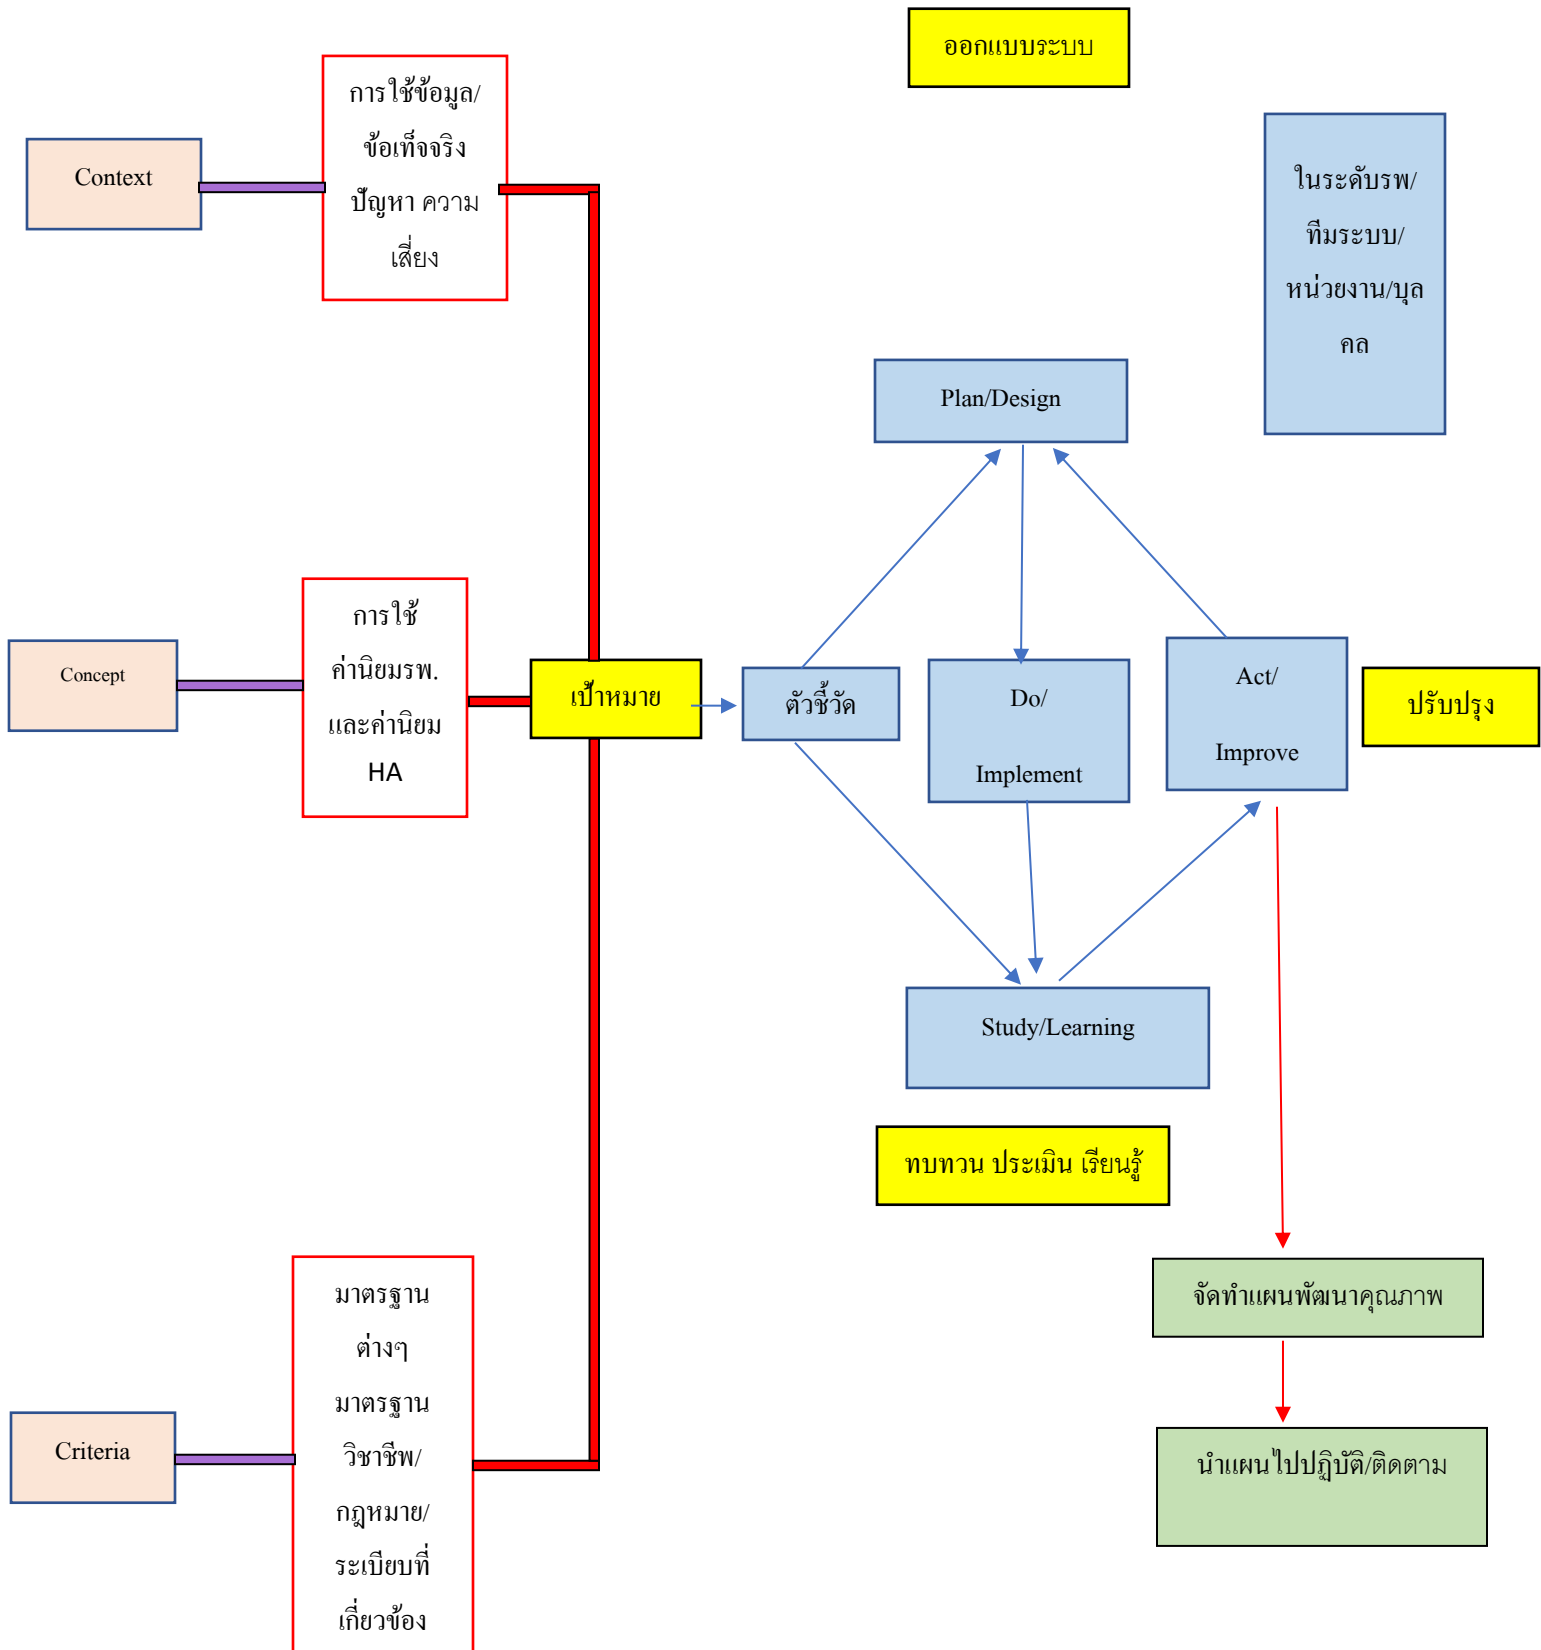 ออกแบบระบบ
การใช้ข้อมูล/
ข้อเท็จจริง
ปัญหา ความ
เสี่ยง
Context
ในระดับรพ/
ทีมระบบ/
หน่วยงาน/บุล
คล
Plan/Design
การใช้
ค่านิยมรพ.
และค่านิยม
HA
Concept
เป้าหมาย
ตัวชี้วัด
Do/
Implement
Act/
Improve
ปรับปรุง
Study/Learning
ทบทวน ประเมิน เรียนรู้
มาตรฐาน
ต่างๆ
มาตรฐาน
วิชาชีพ/
กฎหมาย/
ระเบียบที่
เกี่ยวข้อง
Criteria
จัดทำแผนพัฒนาคุณภาพ
นำแผนไปปฏิบัติ/ติดตาม